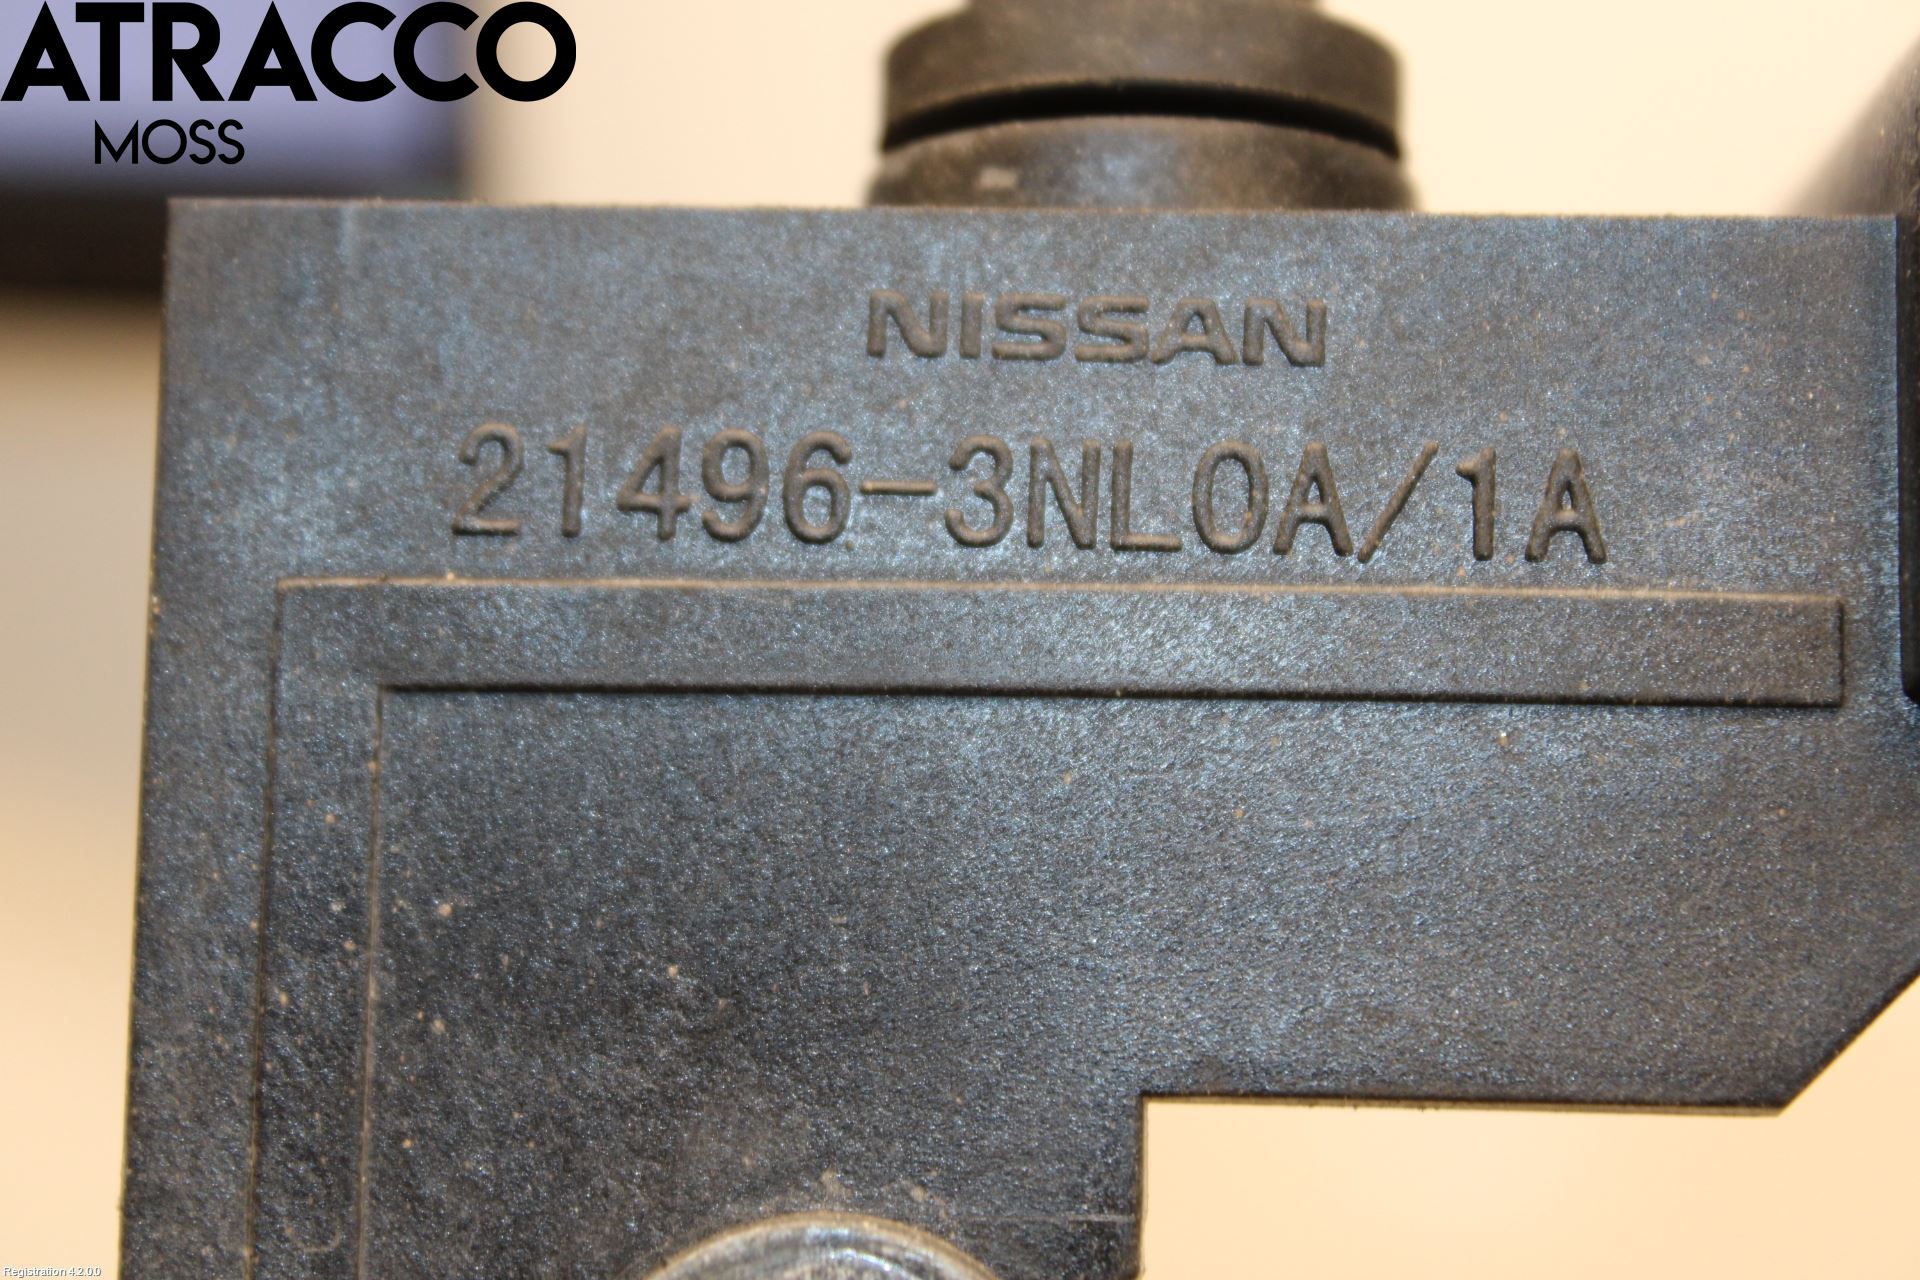 ATRACCO
MOSS
NISSAN
21496-3NL0A/1A
Registration 4.2.0.0